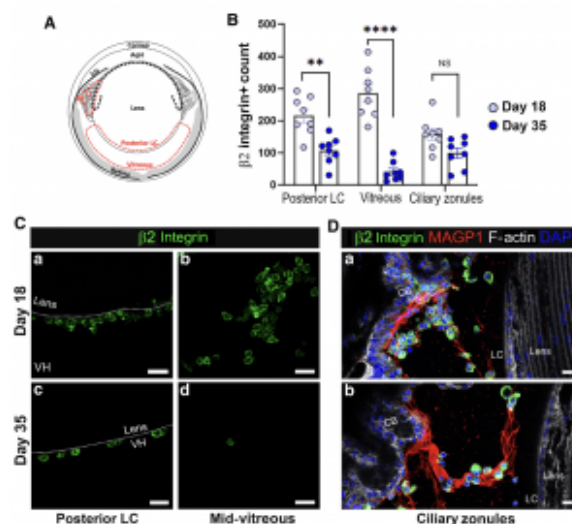 A
Cornea
AqH
Lens
Posterior LC
Vitreous
B
β2 integrin+ count
500
400
300
200
100
0
**
****
NS
Day 18
Day 35
Posterior LC
Vitreous
Ciliary zonules
C
β2 Integrin
Day 18
a
Lens
VH
b
Day 35
c
Lens
VH
d
Posterior LC
Mid-vitreous
D
β2 Integrin MAGP1 F-actin DAPI
a
CB
LC
Lens
b
CB
LC
Lens
Ciliary zonules